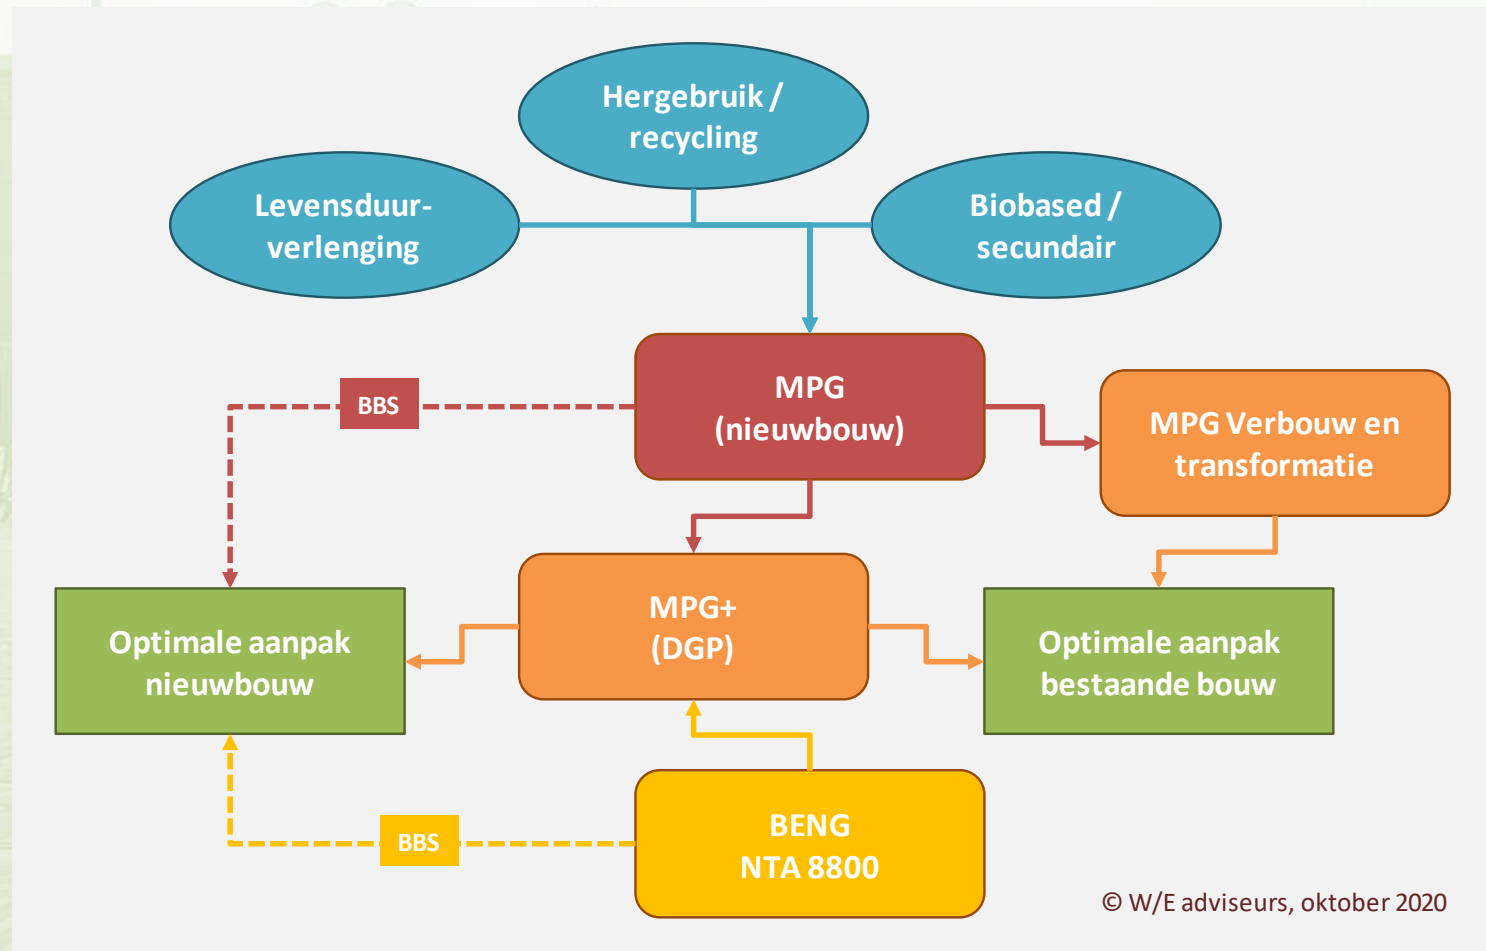 Hergebruik /
recycling
Levensduur-
verlenging
Biobased /
secundair
MPG
(nieuwbouw)
BBS
MPG Verbouw en
transformatie
MPG+
(DGP)
Optimale aanpak
nieuwbouw
Optimale aanpak
bestaande bouw
BBS
BENG
NTA 8800
© W/E adviseurs, oktober 2020